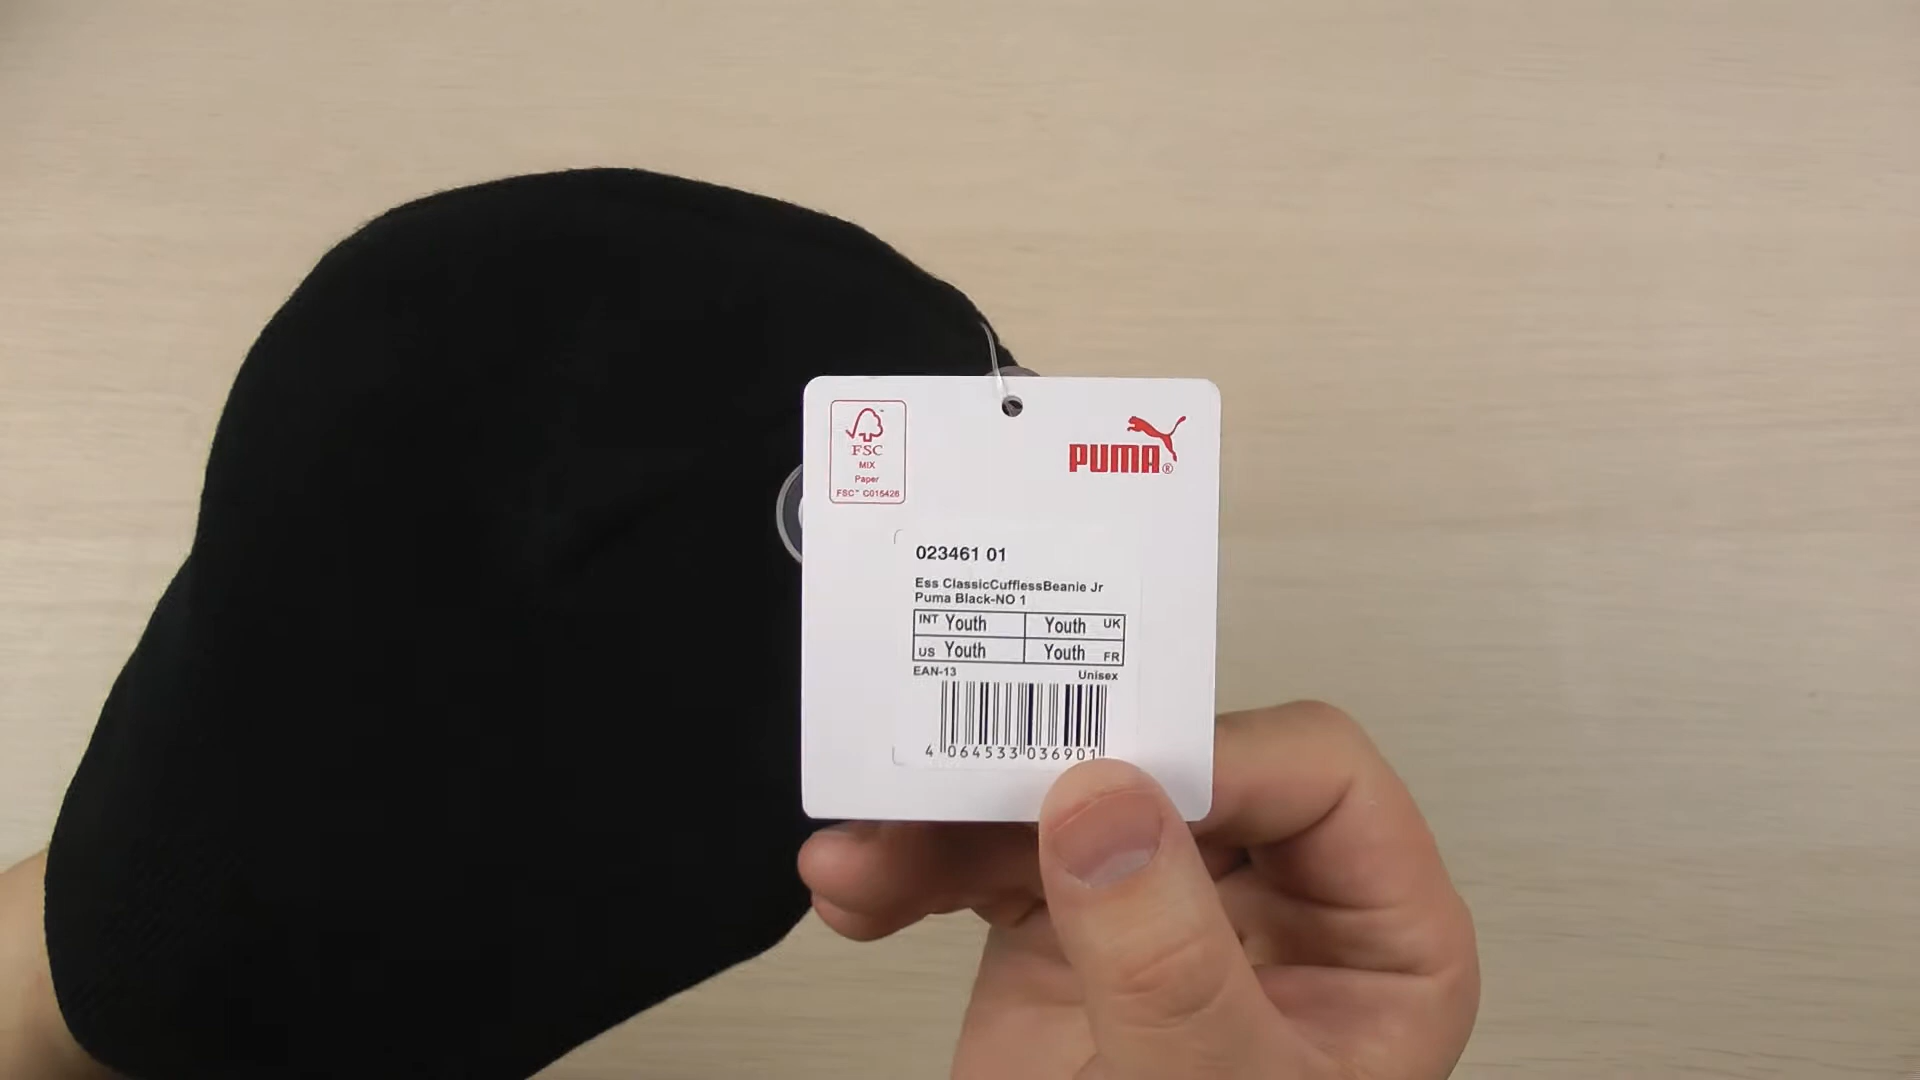 FSC
MIX
Paper
FSC™ C015426
PUMA®
023461 01
Ess ClassicCufflessBeanie Jr
Puma Black-NO 1
INT Youth Youth UK
US Youth Youth FR
EAN-13 Unisex
4 064533 036901